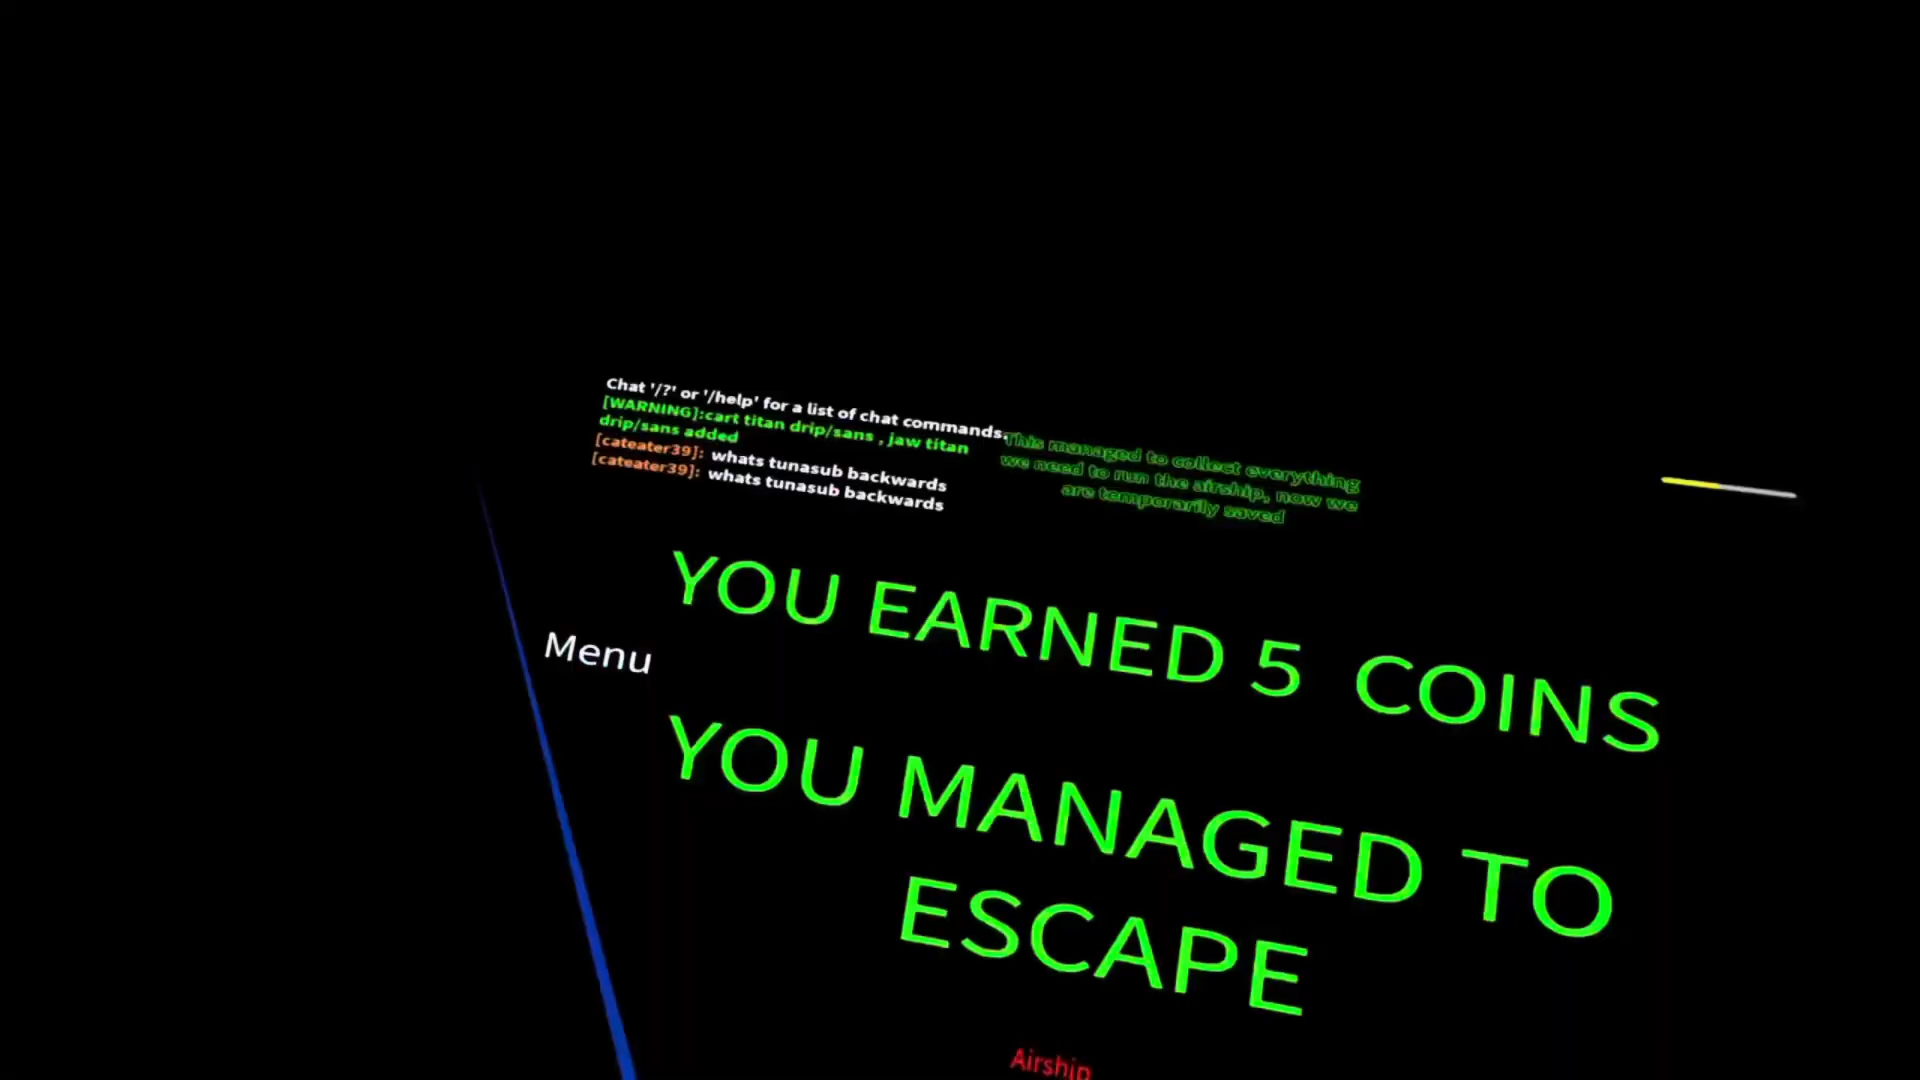 Chat '/?' or '/help' for a list of chat commands.
[WARNING]:cart titan drip/sans , jaw titan
drip/sans added
[cateater39]: whats tunasub backwards
[cateater39]: whats tunasub backwards
This managed to collect everything
we need to run the airship, now we
are temporarily saved
YOU EARNED 5 COINS
Menu
YOU MANAGED TO
ESCAPE
Airship